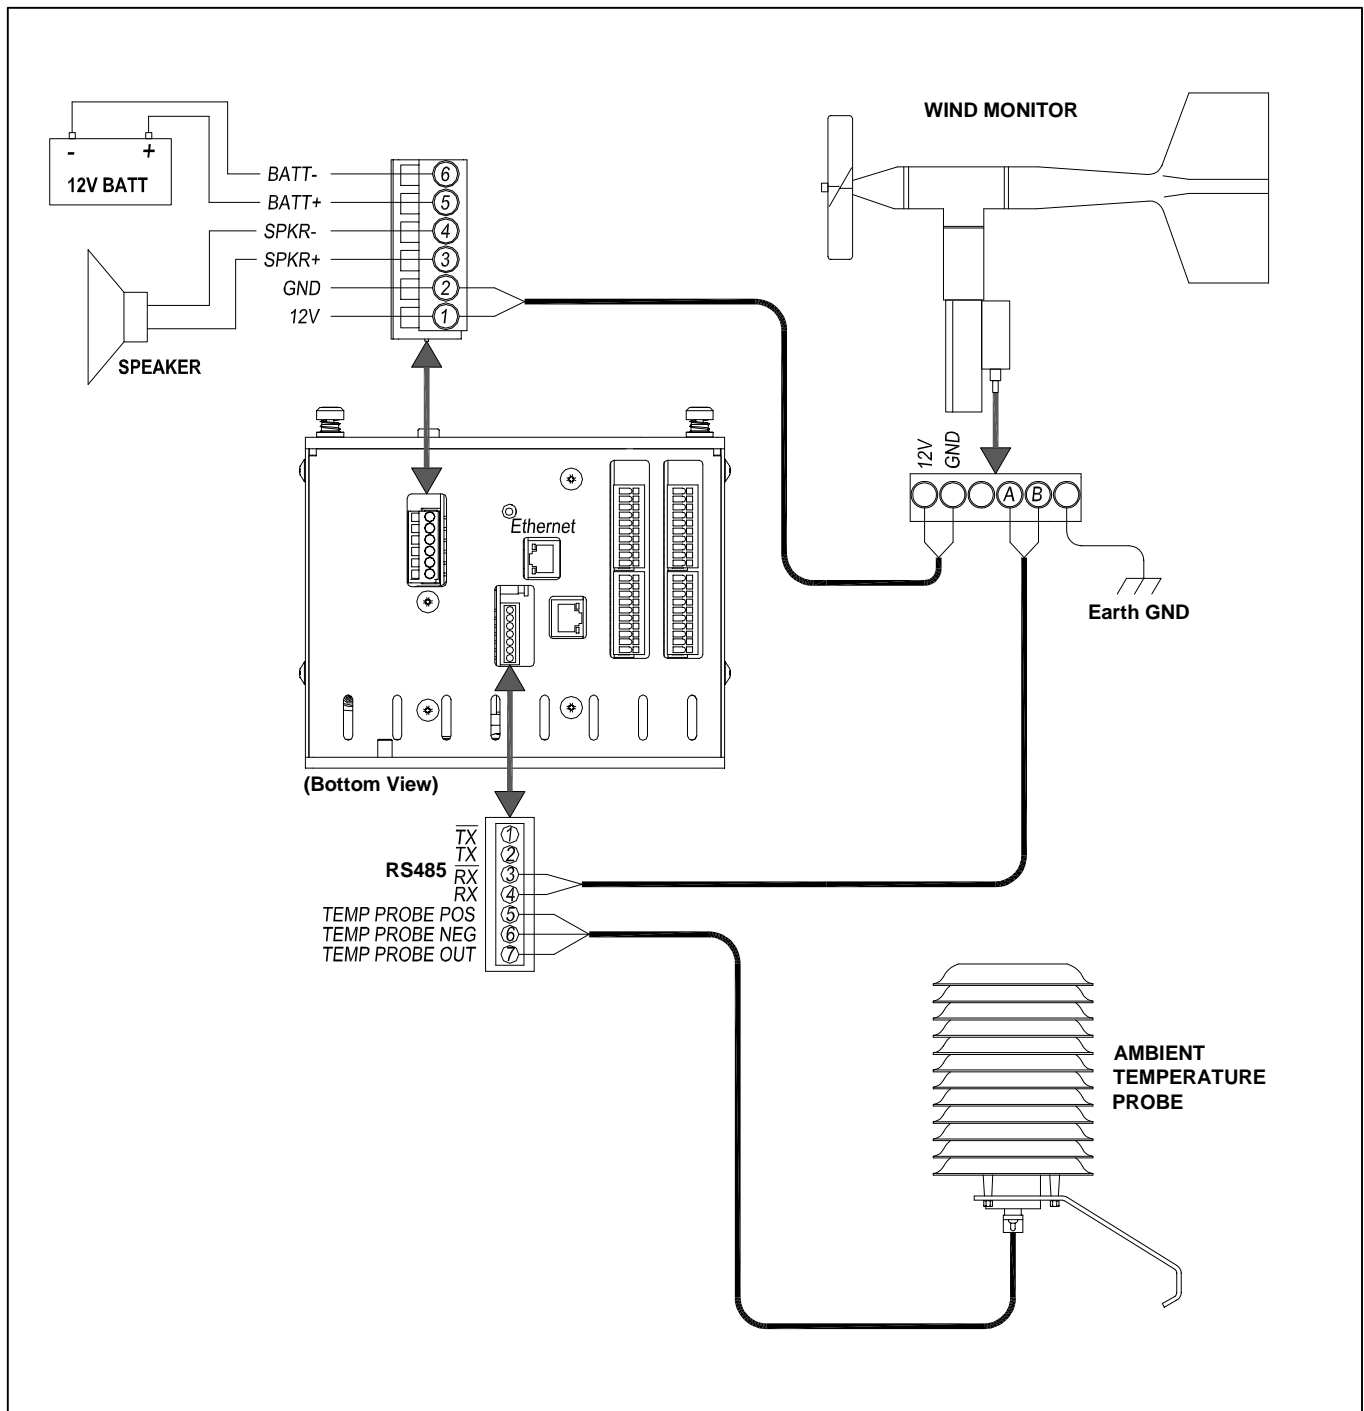 WIND MONITOR
- +
12V BATT
BATT- 6
BATT+ 5
SPKR- 4
SPKR+ 3
GND 2
12V 1
SPEAKER
12V
GND
A B
Ethernet
Earth GND
(Bottom View)
RS485
T̅X̅ 1
TX 2
R̅X̅ 3
RX 4
TEMP PROBE POS 5
TEMP PROBE NEG 6
TEMP PROBE OUT 7
AMBIENT
TEMPERATURE
PROBE